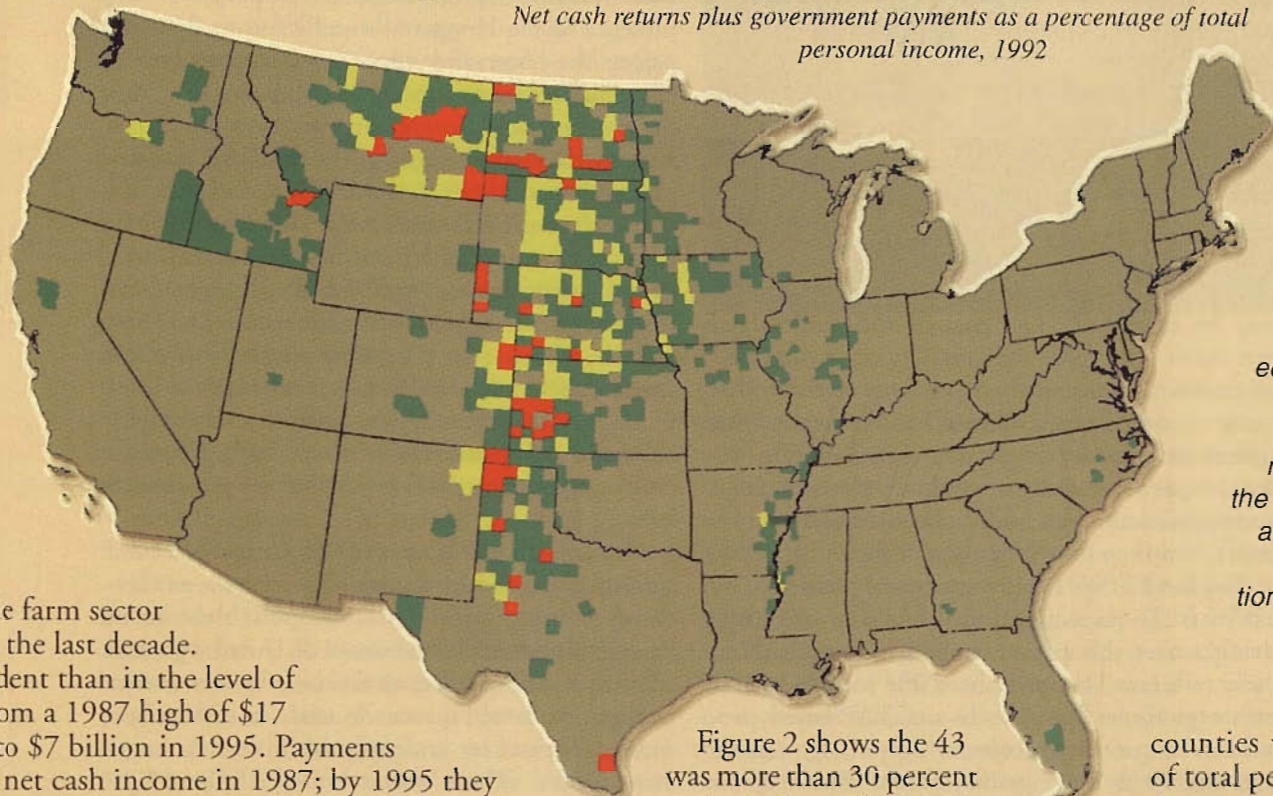 Net cash returns plus government payments as a percentage of total
personal income, 1992
the
a
e farm sector
the last decade.
dent than in the level of
om a 1987 high of $17
to $7 billion in 1995. Payments
net cash income in 1987; by 1995 they
Figure 2 shows the 43
was more than 30 percent
counties
of total pe